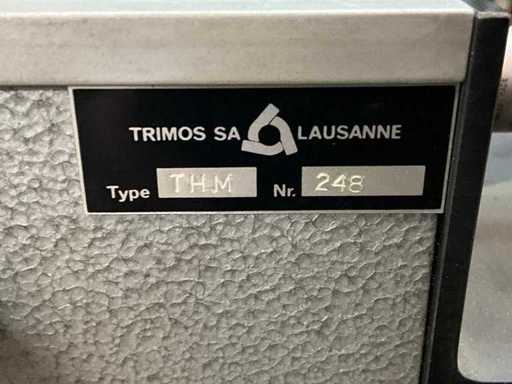 TRIMOS SA LAUSANNE
Type THM Nr. 248